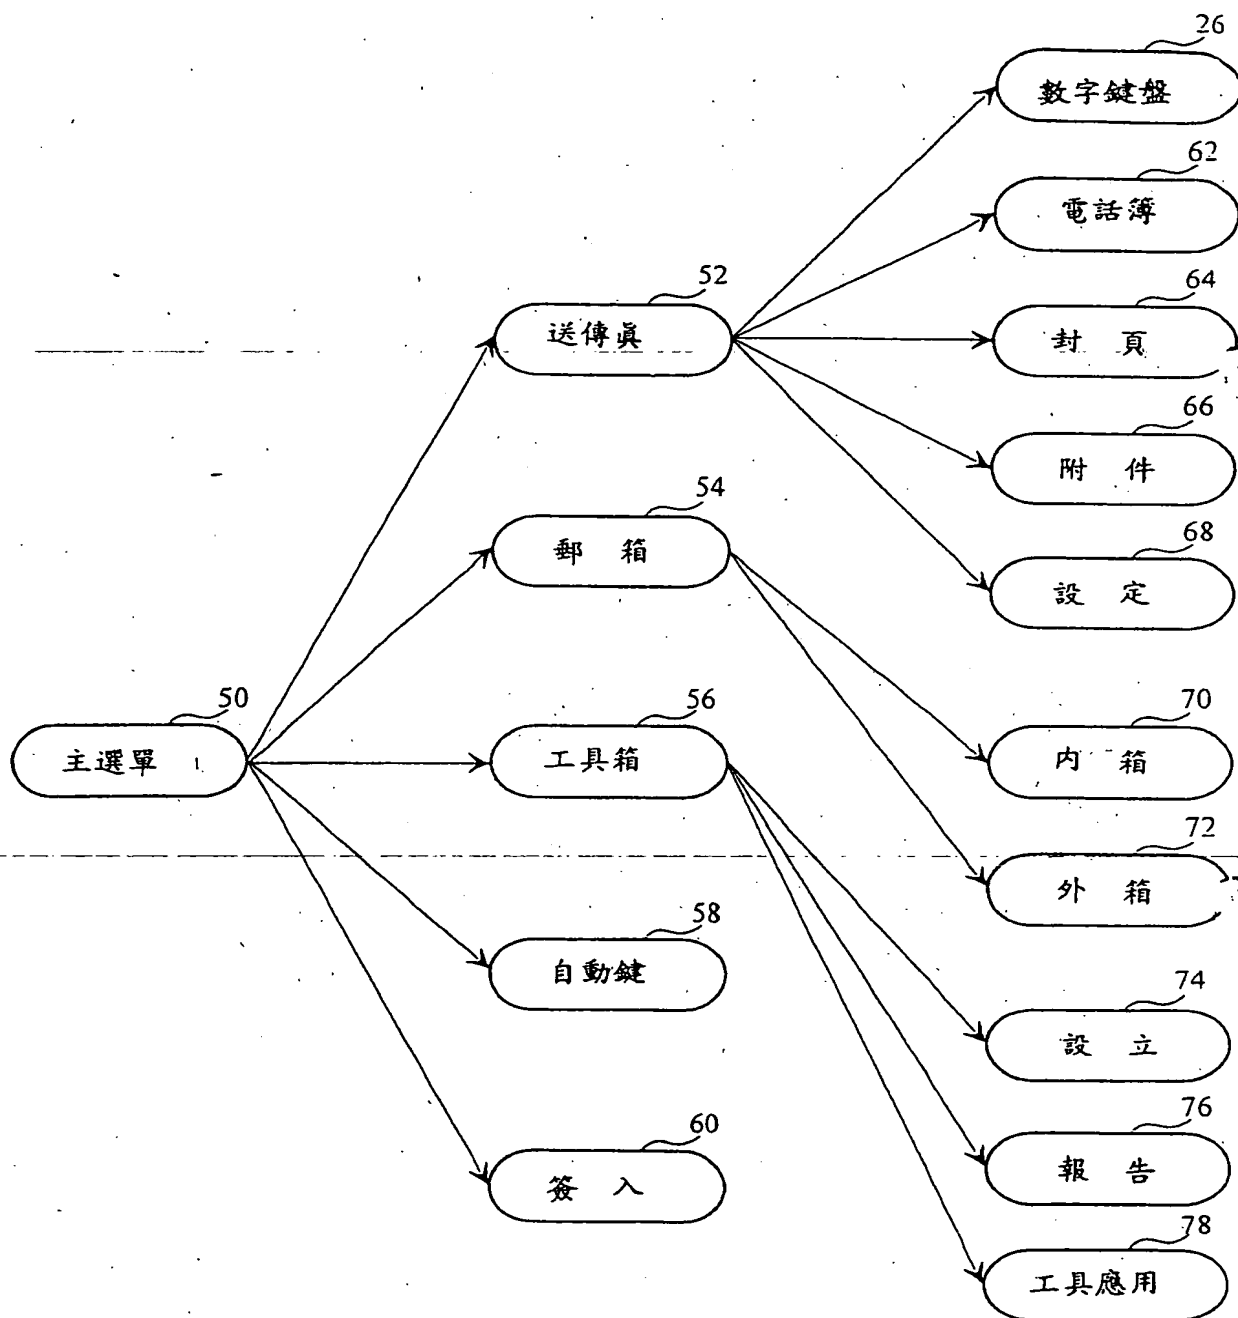 26
數字鍵盤
62
電話簿
52
送傳眞
64
封 頁
66
附 件
54
郵 箱
68
設 定
50
主選單
56
工具箱
70
內 箱
72
外 箱
58
自動鍵
74
設 立
60
簽 入
76
報 告
78
工具應用